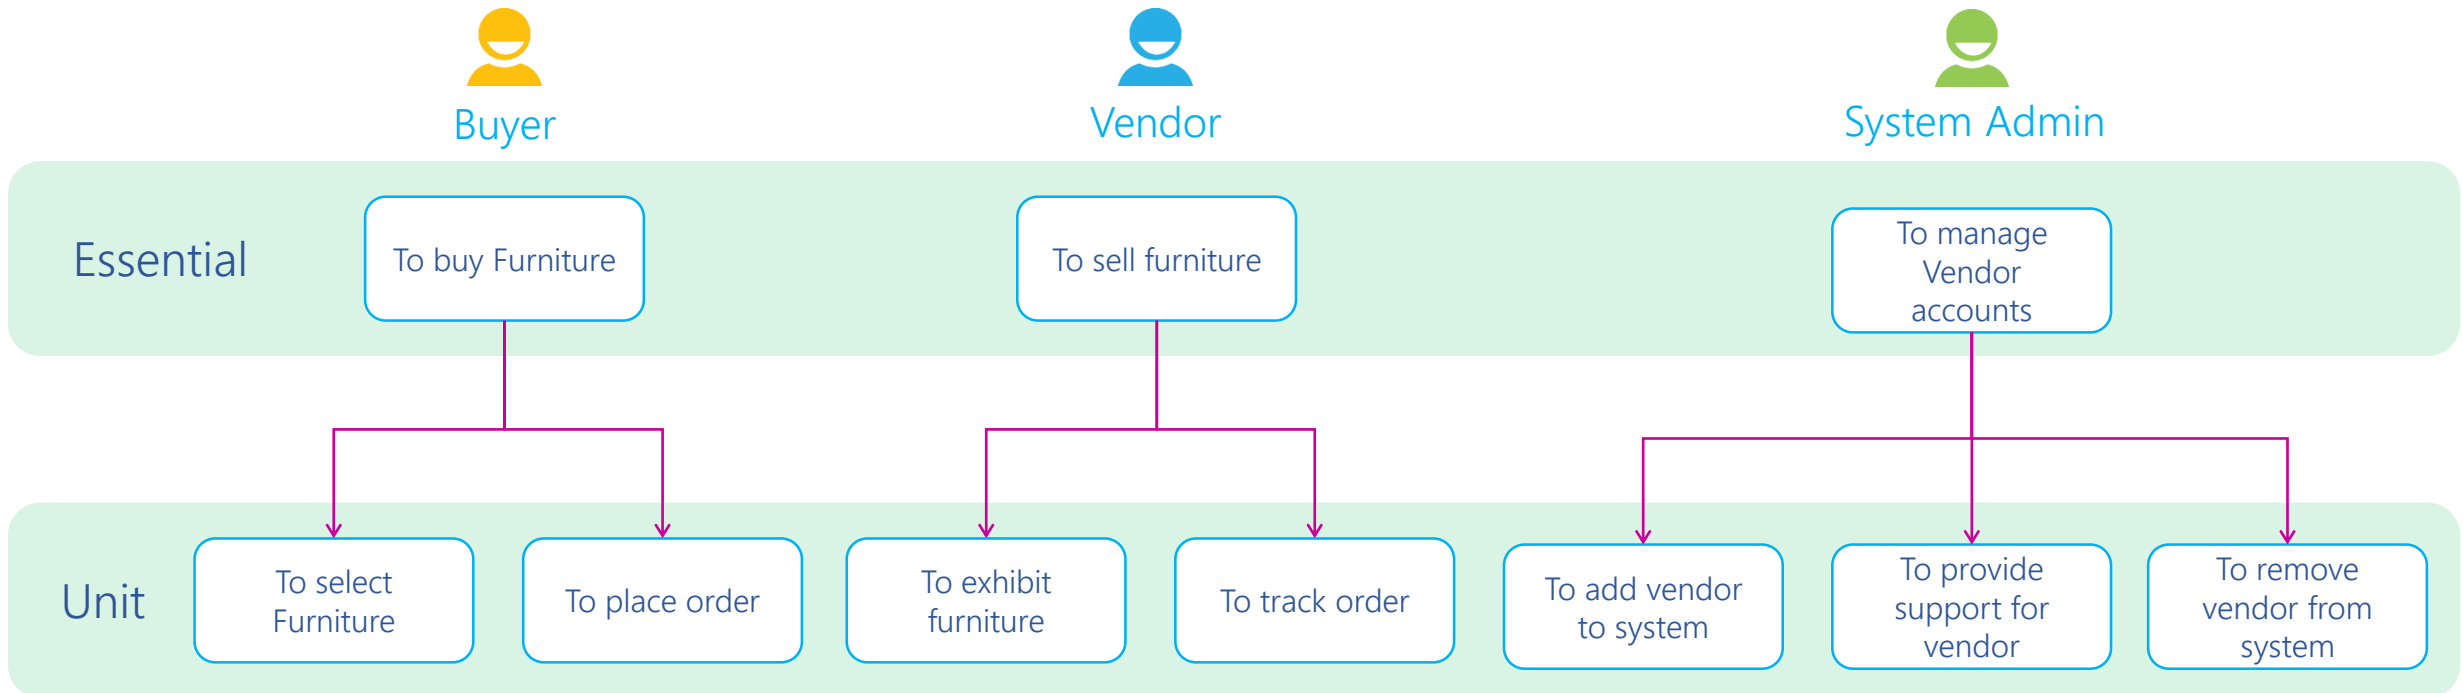 Buyer
Vendor
System Admin
Essential
To buy Furniture
To sell furniture
To manage
Vendor
accounts
Unit
To select
Furniture
To place order
To exhibit
furniture
To track order
To add vendor
to system
To provide
support for
vendor
To remove
vendor from
system